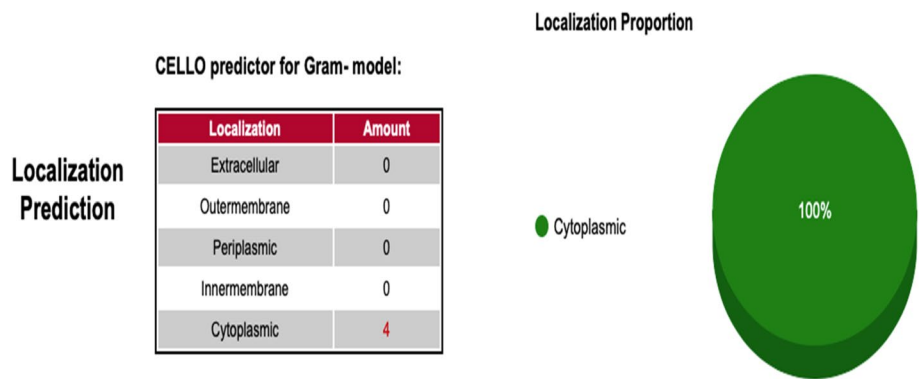 Localization Proportion
CELLO predictor for Gram- model:
Localization Amount
Extracellular 0
Outermembrane 0
Periplasmic 0
Innermembrane 0
Cytoplasmic 4
Localization
Prediction
Cytoplasmic
100%